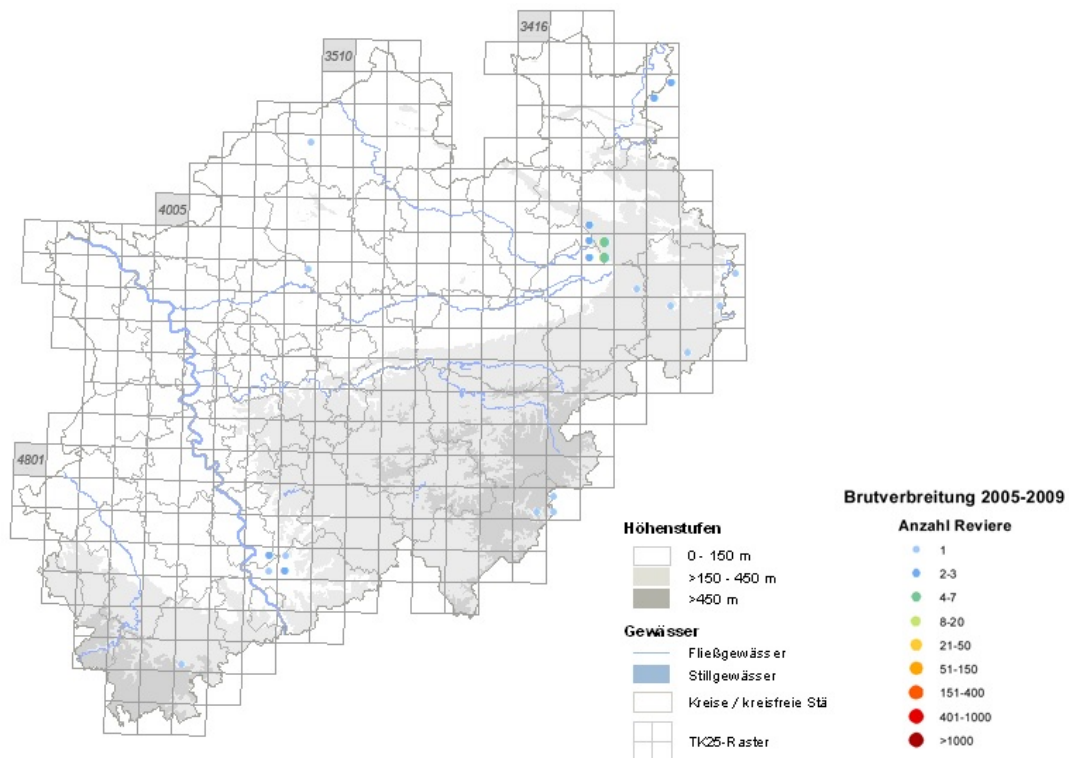 3416
3510
4005
4801
Höhenstufen
0 - 150 m
>150 - 450 m
>450 m
Gewässer
Fließgewässer
Stillgewässer
Kreise / kreisfreie Stä
TK25-Raster
Brutverbreitung 2005-2009
Anzahl Reviere
1
2-3
4-7
8-20
21-50
51-150
151-400
401-1000
>1000